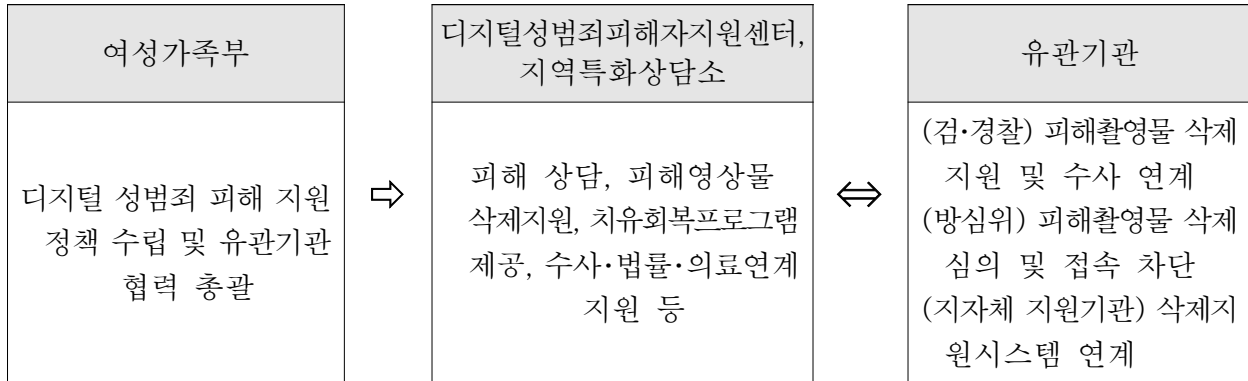 여성가족부
디지털 성범죄 피해 지원
정책 수립 및 유관기관
협력 총괄
⇨
디지털성범죄피해자지원센터,
지역특화상담소
피해 상담, 피해영상물
삭제지원, 치유회복프로그램
제공, 수사·법률·의료연계
지원 등
⇔
유관기관
(검·경찰) 피해촬영물 삭제
지원 및 수사 연계
(방심위) 피해촬영물 삭제
심의 및 접속 차단
(지자체 지원기관) 삭제지
원시스템 연계